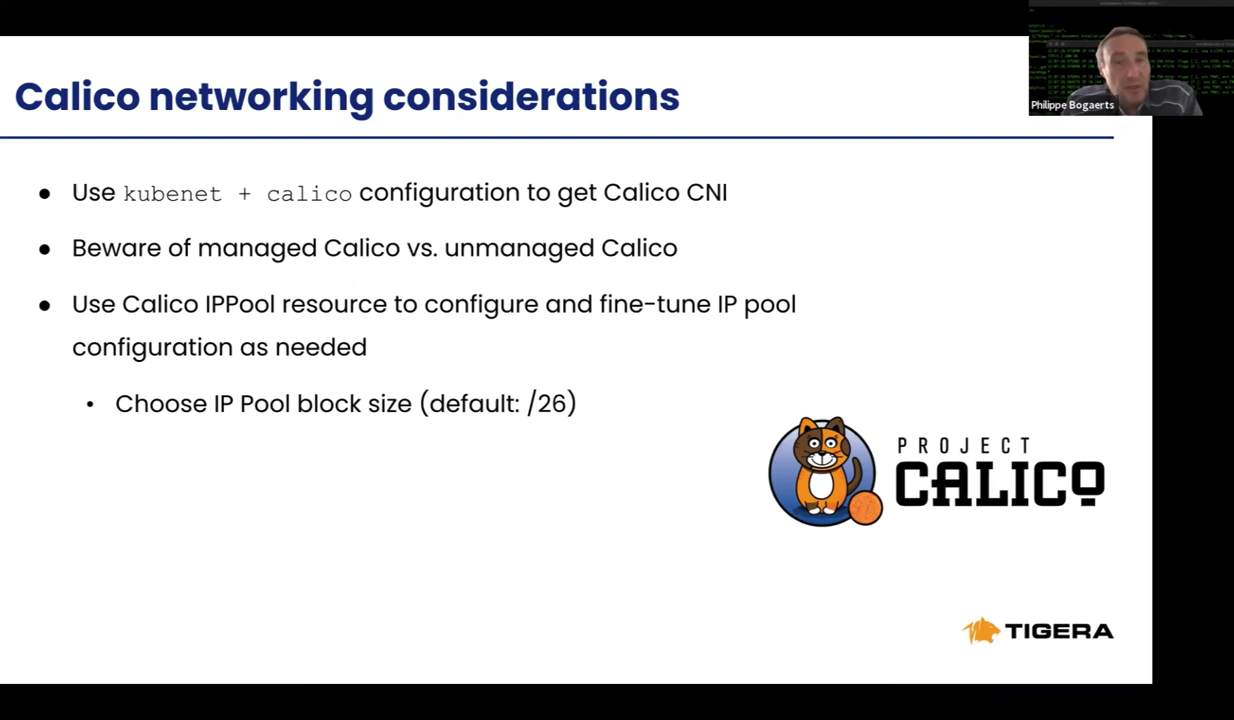 Calico networking considerations
Philippe Bogaerts
● Use kubenet + calico configuration to get Calico CNI
● Beware of managed Calico vs. unmanaged Calico
● Use Calico IPPool resource to configure and fine-tune IP pool
configuration as needed
• Choose IP Pool block size (default: /26)
PROJECT
CALICO
TIGERA